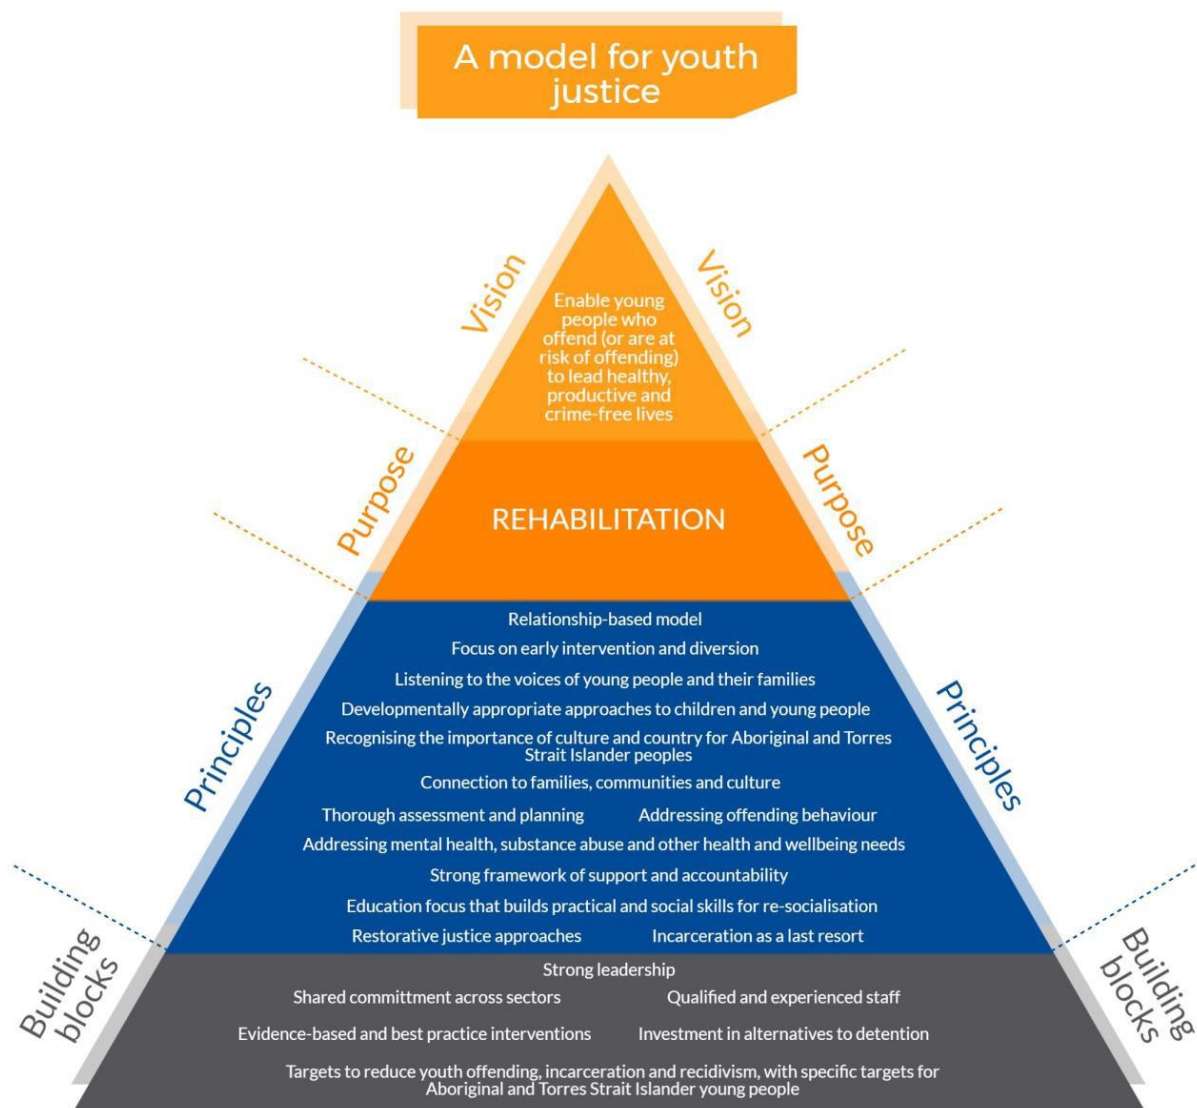 A model for youth
justice
Vision
Vision
Enable young
people who
offend (or are at
risk of offending)
to lead healthy,
productive and
crime-free lives
Purpose
Purpose
REHABILITATION
Principles
Principles
Relationship-based model
Focus on early intervention and diversion
Listening to the voices of young people and their families
Developmentally appropriate approaches to children and young people
Recognising the importance of culture and country for Aboriginal and Torres
Strait Islander peoples
Connection to families, communities and culture
Thorough assessment and planning
Addressing offending behaviour
Addressing mental health, substance abuse and other health and wellbeing needs
Strong framework of support and accountability
Education focus that builds practical and social skills for re-socialisation
Restorative justice approaches
Incarceration as a last resort
Building
blocks
Building
blocks
Strong leadership
Shared committment across sectors
Qualified and experienced staff
Evidence-based and best practice interventions
Investment in alternatives to detention
Targets to reduce youth offending, incarceration and recidivism, with specific targets for
Aboriginal and Torres Strait Islander young people